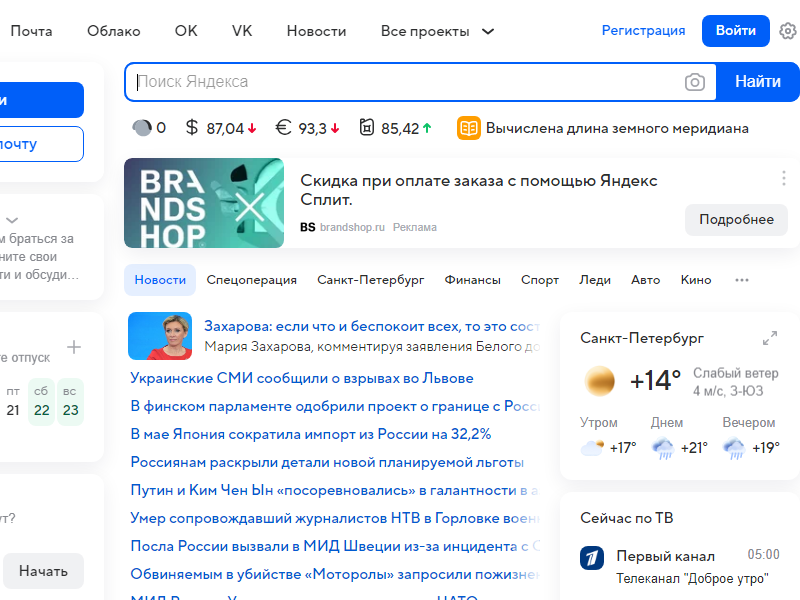 Почта Облако OK VK Новости Все проекты Регистрация Войти
Поиск Яндекса Найти
почту
0 $ 87,04 € 93,3 85,42 Вычислена длина земного меридиана
BRA
NDS
HOP
Скидка при оплате заказа с помощью Яндекс
Сплит.
BS brandshop.ru Реклама
Подробнее
браться за
свои
и обсуди...
отпуск
пт сб вс
21 22 23
Начать
Новости Спецоперация Санкт-Петербург Финансы Спорт Леди Авто Кино
Захарова: если что и беспокоит всех, то это
Мария Захарова, комментируя заявления Белого
Украинские СМИ сообщили о взрывах во Львове
В финском парламенте одобрили проект о границе с
В мае Япония сократила импорт из России на 32,2%
Россиянам раскрыли детали новой планируемой льготы
Путин и Ким Чен Ын «посоревновались» в галантности в
Умер сопровождавший журналистов НТВ в Горловке
Посла России вызвали в МИД Швеции из-за инцидента с
Обвиняемым в убийстве «Моторолы» запросили
Санкт-Петербург
+14° Слабый ветер
4 м/с, З-ЮЗ
Утром Днем Вечером
+17° +21° +19°
Сейчас по ТВ
Первый канал 05:00
Телеканал "Доброе утро"